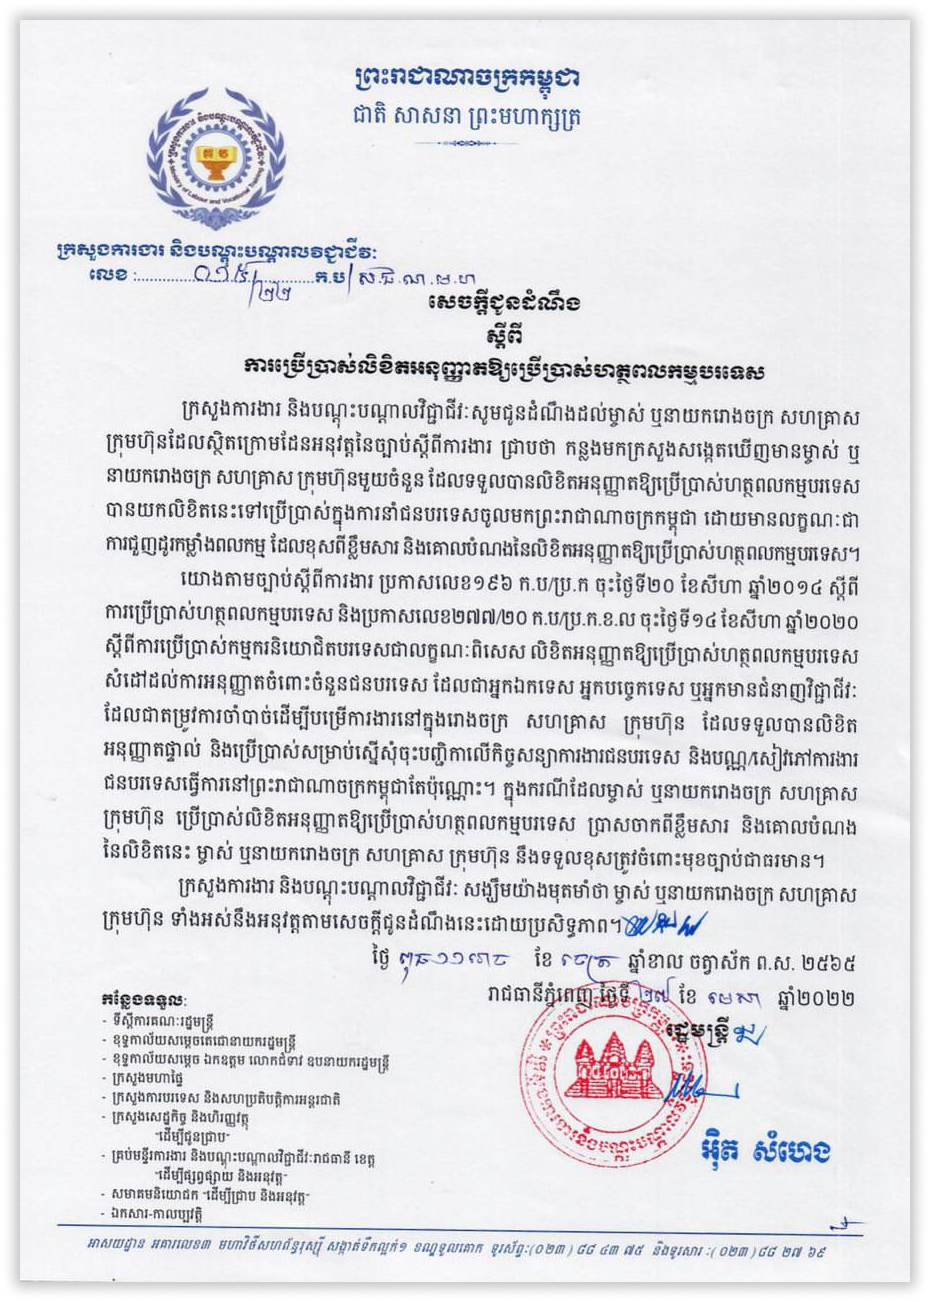 ព្រះរាជាណាចក្រកម្ពុជា
ជាតិ សាសនា ព្រះមហាក្សត្រ
ក្រសួងការងារ និងបណ្តុះបណ្តាលវិជ្ជាជីវៈ
Ministry of Labour and Vocational Training
ក្រសួងការងារ និងបណ្តុះបណ្តាលវិជ្ជាជីវៈ
លេខ :............០១៥/២២............ក.ប/ ស.ជ.ណ.ម.ហ
សេចក្តីជូនដំណឹង
ស្តីពី
ការប្រើប្រាស់លិខិតអនុញ្ញាតឱ្យប្រើប្រាស់ហត្ថពលកម្មបរទេស
ក្រសួងការងារ និងបណ្តុះបណ្តាលវិជ្ជាជីវៈសូមជូនដំណឹងដល់ម្ចាស់ ឬនាយករោងចក្រ សហគ្រាស
ក្រុមហ៊ុនដែលស្ថិតក្រោមដែនអនុវត្តនៃច្បាប់ស្តីពីការងារ ជ្រាបថា កន្លងមកក្រសួងសង្កេតឃើញមានម្ចាស់ ឬ
នាយករោងចក្រ សហគ្រាស ក្រុមហ៊ុនមួយចំនួន ដែលទទួលបានលិខិតអនុញ្ញាតឱ្យប្រើប្រាស់ហត្ថពលកម្មបរទេស
បានយកលិខិតនេះទៅប្រើប្រាស់ក្នុងការនាំជនបរទេសចូលមកព្រះរាជាណាចក្រកម្ពុជា ដោយមានលក្ខណៈជា
ការជួញដូរកម្លាំងពលកម្ម ដែលខុសពីខ្លឹមសារ និងគោលបំណងនៃលិខិតអនុញ្ញាតឱ្យប្រើប្រាស់ហត្ថពលកម្មបរទេស។
យោងតាមច្បាប់ស្តីពីការងារ ប្រកាសលេខ១៩៦ ក.ប/ប្រ.ក ចុះថ្ងៃទី២០ ខែសីហា ឆ្នាំ២០១៤ ស្តីពី
ការប្រើប្រាស់ហត្ថពលកម្មបរទេស និងប្រកាសលេខ២៧៧/២០ ក.ប/ប្រ.ក.ខ.ល ចុះថ្ងៃទី១៤ ខែសីហា ឆ្នាំ២០២០
ស្តីពីការប្រើប្រាស់កម្មករនិយោជិតបរទេសជាលក្ខណៈពិសេស លិខិតអនុញ្ញាតឱ្យប្រើប្រាស់ហត្ថពលកម្មបរទេស
សំដៅដល់ការអនុញ្ញាតចំពោះចំនួនជនបរទេស ដែលជាអ្នកឯកទេស អ្នកបច្ចេកទេស ឬអ្នកមានជំនាញវិជ្ជាជីវៈ
ដែលជាតម្រូវការចាំបាច់ដើម្បីបម្រើការងារនៅក្នុងរោងចក្រ សហគ្រាស ក្រុមហ៊ុន ដែលទទួលបានលិខិត
អនុញ្ញាតផ្ទាល់ និងប្រើប្រាស់សម្រាប់ស្នើសុំចុះបញ្ជិកាលើកិច្ចសន្យាការងារជនបរទេស និងបណ្ណ/សៀវភៅការងារ
ជនបរទេសធ្វើការនៅព្រះរាជាណាចក្រកម្ពុជាតែប៉ុណ្ណោះ។ ក្នុងករណីដែលម្ចាស់ ឬនាយករោងចក្រ សហគ្រាស
ក្រុមហ៊ុន ប្រើប្រាស់លិខិតអនុញ្ញាតឱ្យប្រើប្រាស់ហត្ថពលកម្មបរទេស ប្រាសចាកពីខ្លឹមសារ និងគោលបំណង
នៃលិខិតនេះ ម្ចាស់ ឬនាយករោងចក្រ សហគ្រាស ក្រុមហ៊ុន នឹងទទួលខុសត្រូវចំពោះមុខច្បាប់ជាធរមាន។
ក្រសួងការងារ និងបណ្តុះបណ្តាលវិជ្ជាជីវៈ សង្ឃឹមយ៉ាងមុតមាំថា ម្ចាស់ ឬនាយករោងចក្រ សហគ្រាស
ក្រុមហ៊ុន ទាំងអស់នឹងអនុវត្តតាមសេចក្តីជូនដំណឹងនេះដោយប្រសិទ្ធភាព។
ថ្ងៃ ពុធ១១រោច ខែ ចេត្រ ឆ្នាំខាល ចត្វាស័ក ព.ស. ២៥៦៥
រាជធានីភ្នំពេញ ថ្ងៃទី ២៧ ខែ មេសា ឆ្នាំ២០២២
រដ្ឋមន្ត្រី
អ៊ិត សំហេង
កន្លែងទទួលៈ
- ទីស្តីការគណៈរដ្ឋមន្ត្រី
- ខុទ្ទកាល័យសម្តេចតេជោនាយករដ្ឋមន្ត្រី
- ខុទ្ទកាល័យសម្តេច ឯកឧត្តម លោកជំទាវ ឧបនាយករដ្ឋមន្ត្រី
- ក្រសួងមហាផ្ទៃ
- ក្រសួងការបរទេស និងសហប្រតិបត្តិការអន្តរជាតិ
- ក្រសួងសេដ្ឋកិច្ច និងហិរញ្ញវត្ថុ
"ដើម្បីជូនជ្រាប"
- គ្រប់មន្ទីរការងារ និងបណ្តុះបណ្តាលវិជ្ជាជីវៈរាជធានី ខេត្ត
"ដើម្បីផ្សព្វផ្សាយ និងអនុវត្ត"
- សមាគមនិយោជក "ដើម្បីជ្រាប និងអនុវត្ត"
- ឯកសារ-កាលប្បវត្តិ
អាសយដ្ឋាន អគារលេខ៣ មហាវិថីសហព័ន្ធរុស្ស៊ី សង្កាត់ទឹកល្អក់១ ខណ្ឌទួលគោក ទូរស័ព្ទៈ(០២៣) ៨៨ ៤៣ ៧៥ និងទូរសារ :( ០២៣) ៨៨ ២៧ ៦៩